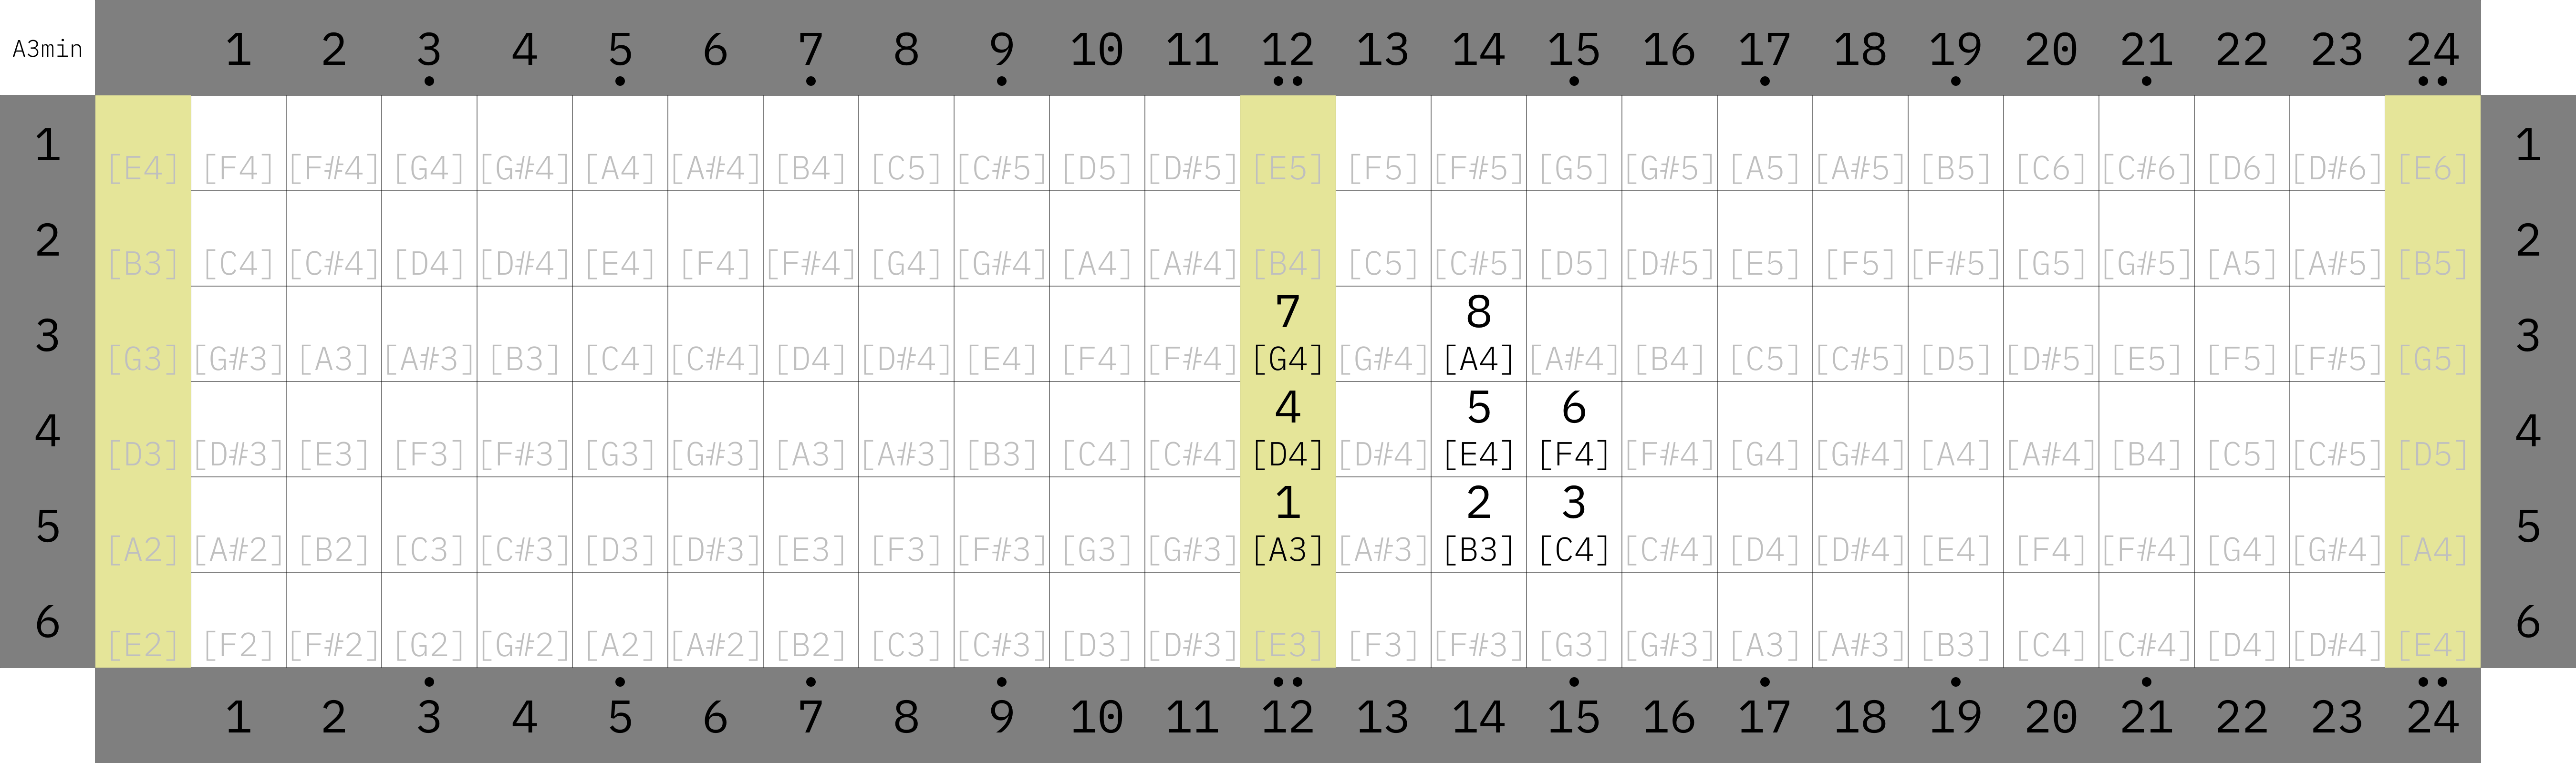 A3min 1 2 3 4 5 6 7 8 9 10 11 12 13 14 15 16 17 18 19 20 21 22 23 24
1 1
[E4] [F4] [F#4] [G4] [G#4] [A4] [A#4] [B4] [C5] [C#5] [D5] [D#5] [E5] [F5] [F#5] [G5] [G#5] [A5] [A#5] [B5] [C6] [C#6] [D6] [D#6] [E6]
2 2
[B3] [C4] [C#4] [D4] [D#4] [E4] [F4] [F#4] [G4] [G#4] [A4] [A#4] [B4] [C5] [C#5] [D5] [D#5] [E5] [F5] [F#5] [G5] [G#5] [A5] [A#5] [B5]
3 7 8 3
[G3] [G#3] [A3] [A#3] [B3] [C4] [C#4] [D4] [D#4] [E4] [F4] [F#4] [G4] [G#4] [A4] [A#4] [B4] [C5] [C#5] [D5] [D#5] [E5] [F5] [F#5] [G5]
4 4 5 6 4
[D3] [D#3] [E3] [F3] [F#3] [G3] [G#3] [A3] [A#3] [B3] [C4] [C#4] [D4] [D#4] [E4] [F4] [F#4] [G4] [G#4] [A4] [A#4] [B4] [C5] [C#5] [D5]
5 1 2 3 5
[A2] [A#2] [B2] [C3] [C#3] [D3] [D#3] [E3] [F3] [F#3] [G3] [G#3] [A3] [A#3] [B3] [C4] [C#4] [D4] [D#4] [E4] [F4] [F#4] [G4] [G#4] [A4]
6 6
[E2] [F2] [F#2] [G2] [G#2] [A2] [A#2] [B2] [C3] [C#3] [D3] [D#3] [E3] [F3] [F#3] [G3] [G#3] [A3] [A#3] [B3] [C4] [C#4] [D4] [D#4] [E4]
1 2 3 4 5 6 7 8 9 10 11 12 13 14 15 16 17 18 19 20 21 22 23 24